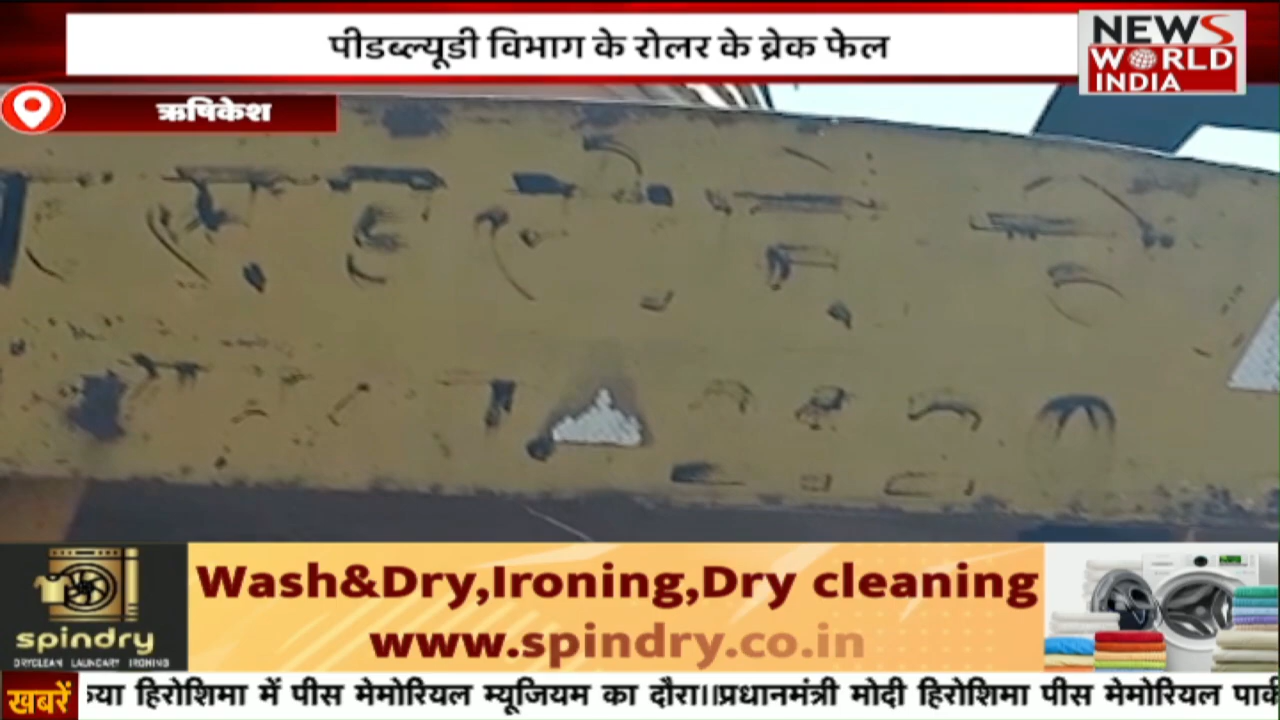 पीडब्ल्यूडी विभाग के रोलर के ब्रेक फेल
NEWS
WORLD
INDIA
ऋषिकेश
Wash&Dry,Ironing,Dry cleaning
www.spindry.co.in
spindry
DRYCLEAN LAUNDARY IRONING
खबरें
हिरोशिमा में पीस मेमोरियल म्यूजियम का दौरा||प्रधानमंत्री मोदी हिरोशिमा पीस मेमोरियल